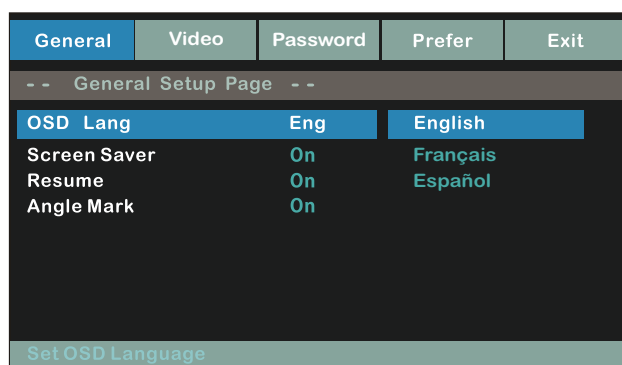 General Video Password Prefer Exit
-- General Setup Page --
OSD Lang Eng English
Screen Saver On Français
Resume On Español
Angle Mark On
Set OSD Language